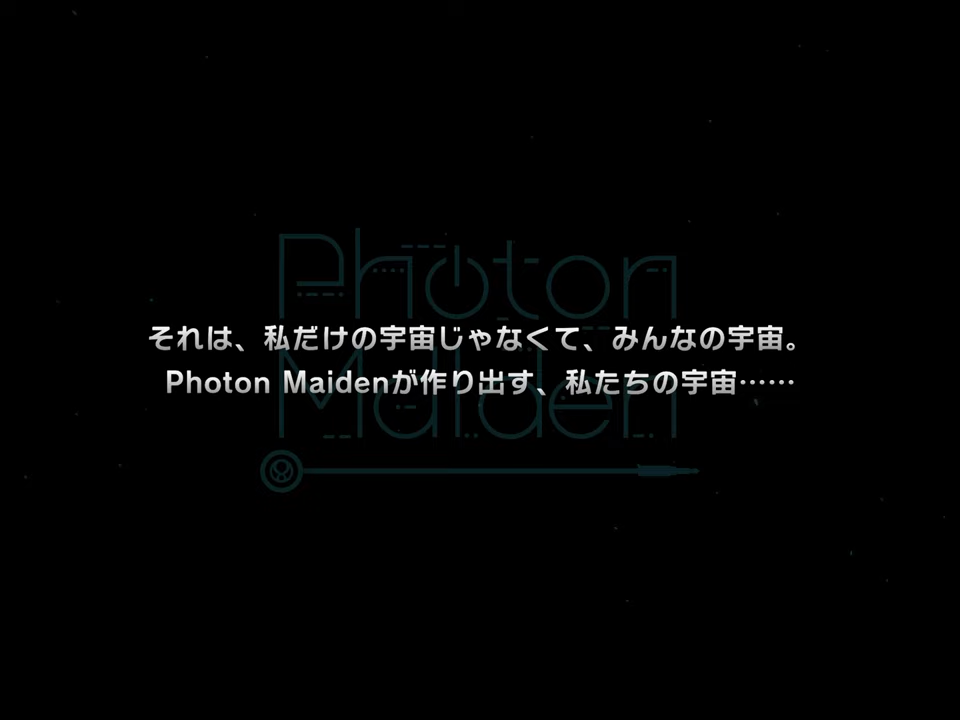 Photon
Maiden
それは、私だけの宇宙じゃなくて、みんなの宇宙。
Photon Maidenが作り出す、私たちの宇宙……